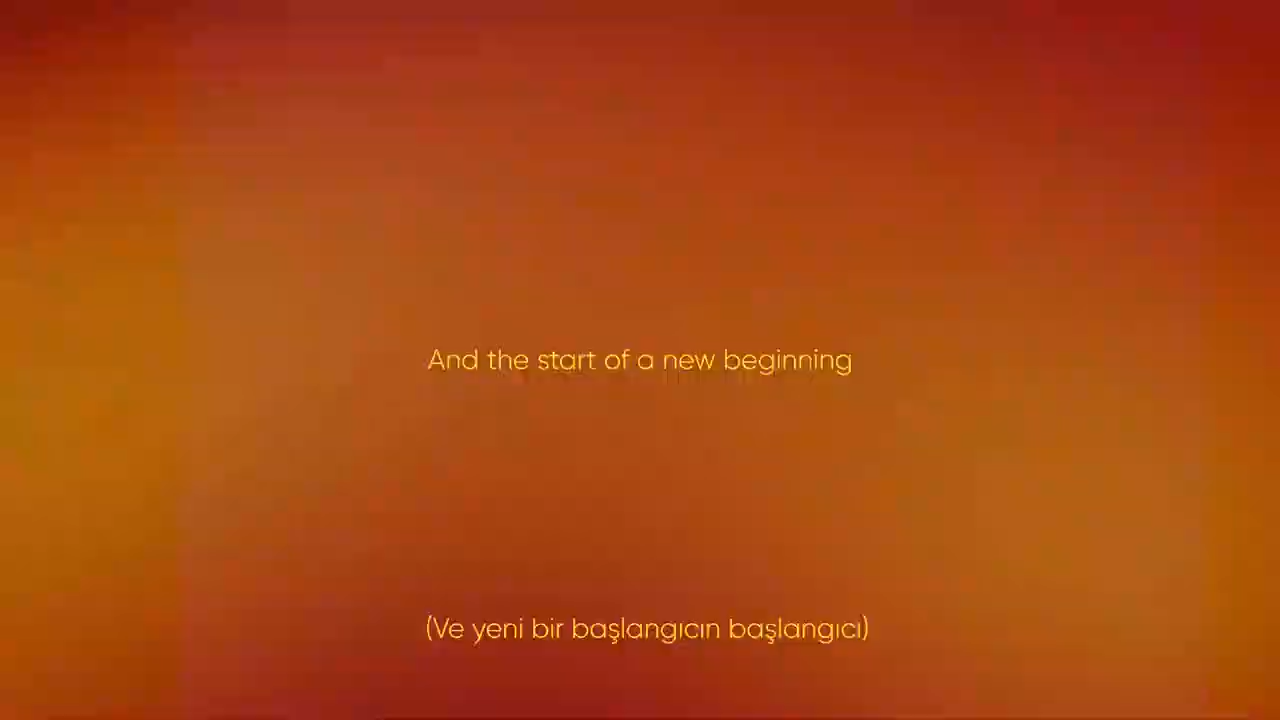 And the start of a new beginning
(Ve yeni bir başlangıcın başlangıcı)